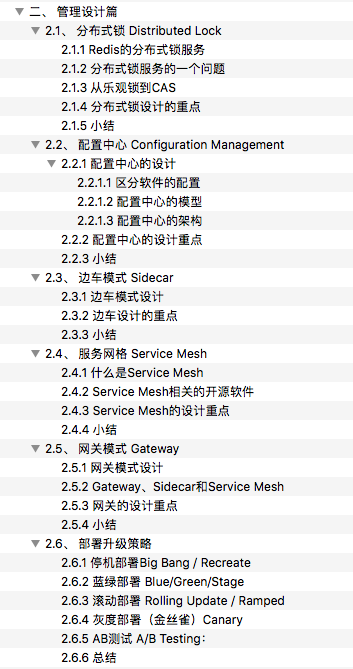 二、 管理设计篇
2.1、 分布式锁 Distributed Lock
2.1.1 Redis的分布式锁服务
2.1.2 分布式锁服务的一个问题
2.1.3 从乐观锁到CAS
2.1.4 分布式锁设计的重点
2.1.5 小结
2.2、 配置中心 Configuration Management
2.2.1 配置中心的设计
2.2.1.1 区分软件的配置
2.2.1.2 配置中心的模型
2.2.1.3 配置中心的架构
2.2.2 配置中心的设计重点
2.2.3 小结
2.3、 边车模式 Sidecar
2.3.1 边车模式设计
2.3.2 边车设计的重点
2.3.3 小结
2.4、 服务网格 Service Mesh
2.4.1 什么是Service Mesh
2.4.2 Service Mesh相关的开源软件
2.4.3 Service Mesh的设计重点
2.4.4 小结
2.5、 网关模式 Gateway
2.5.1 网关模式设计
2.5.2 Gateway、Sidecar和Service Mesh
2.5.3 网关的设计重点
2.5.4 小结
2.6、 部署升级策略
2.6.1 停机部署Big Bang / Recreate
2.6.2 蓝绿部署 Blue/Green/Stage
2.6.3 滚动部署 Rolling Update / Ramped
2.6.4 灰度部署（金丝雀）Canary
2.6.5 AB测试 A/B Testing：
2.6.6 总结